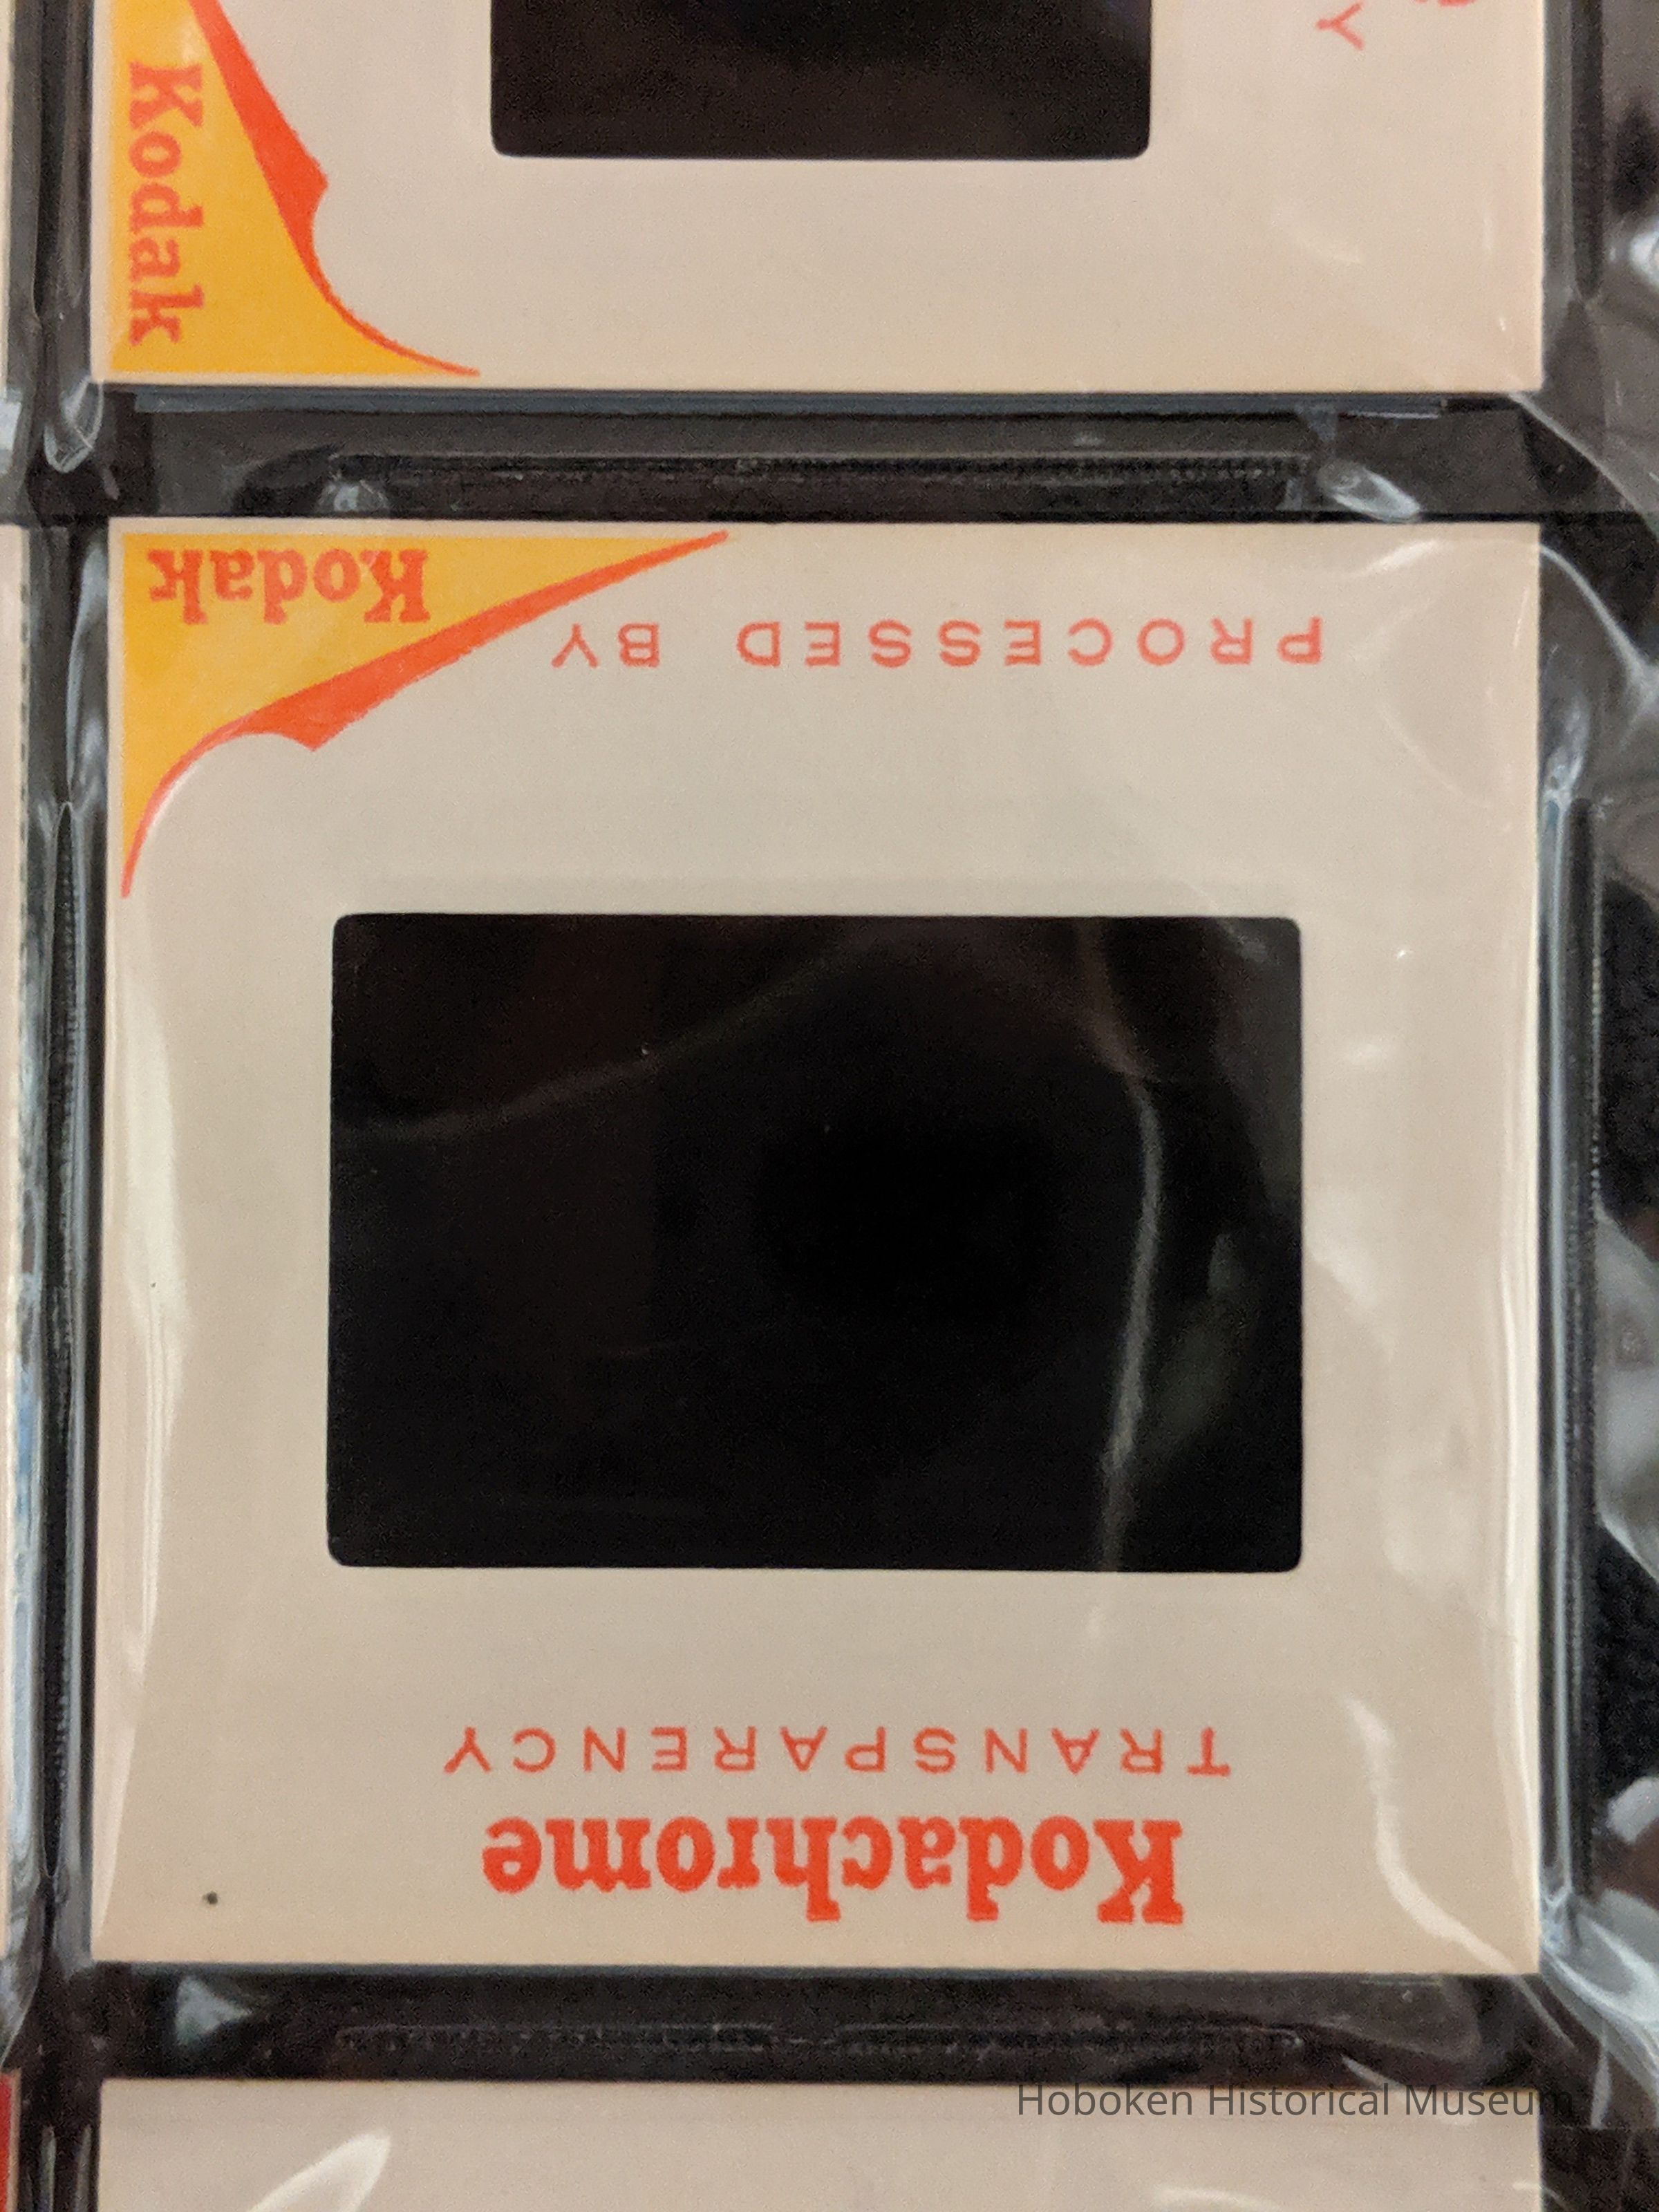 Kodak
Y
Kodak
PROCESSED BY
TRANSPARENCY
Kodachrome
Hoboken Historical Museum